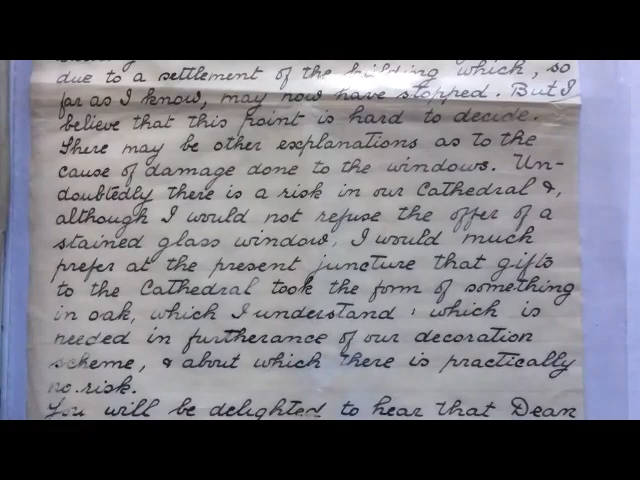 due to a settlement of the building which, so
far as I know, may now have stopped. But I
believe that this point is hard to decide.
There may be other explanations as to the
cause of damage done to the windows. Un-
doubtedly there is a risk in our Cathedral &,
although I would not refuse the offer of a
stained glass window, I would much
prefer at the present juncture that gifts
to the Cathedral took the form of something
in oak, which I understand : which is
needed in furtherance of our decoration
scheme, & about which there is practically
no risk.
You will be delighted to hear that Dean